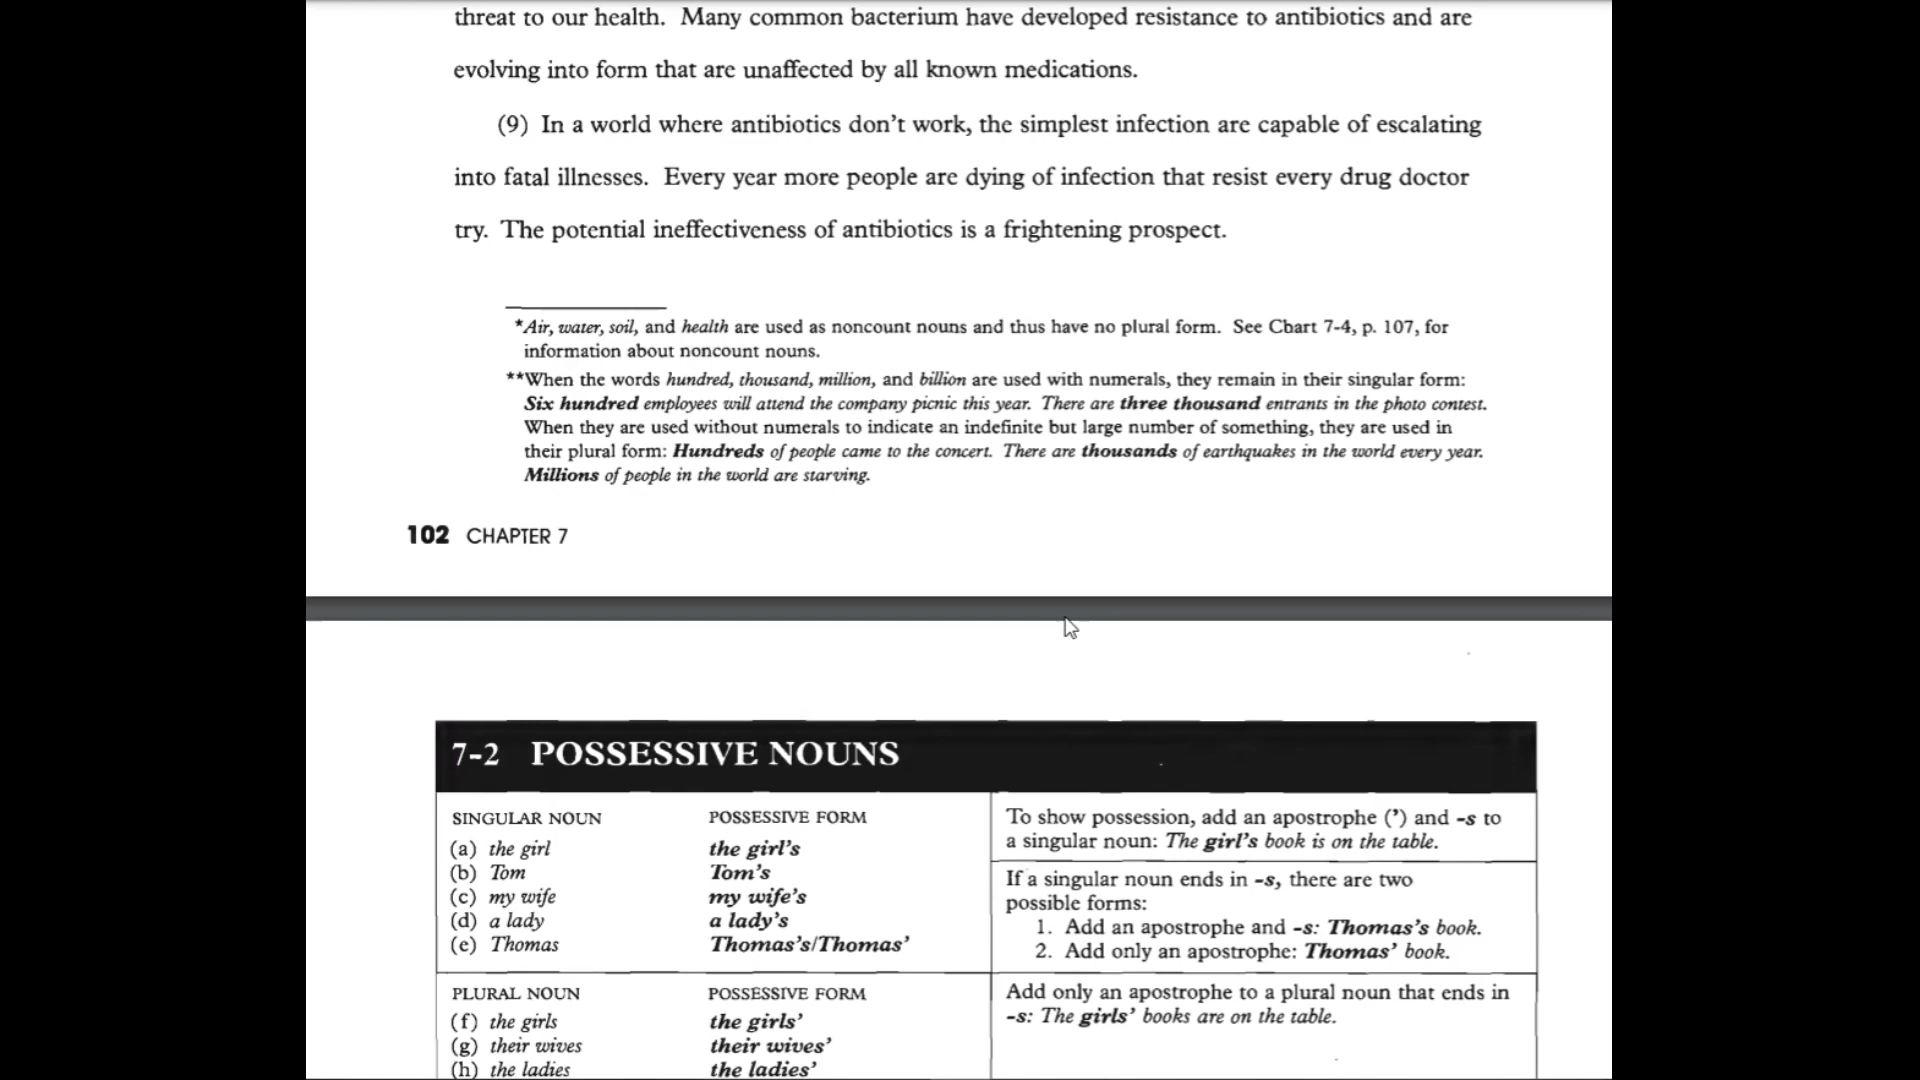 threat to our health. Many common bacterium have developed resistance to antibiotics and are
evolving into form that are unaffected by all known medications.
(9) In a world where antibiotics don't work, the simplest infection are capable of escalating
into fatal illnesses. Every year more people are dying of infection that resist every drug doctor
try. The potential ineffectiveness of antibiotics is a frightening prospect.
*Air, water, soil, and health are used as noncount nouns and thus have no plural form. See Chart 7-4, p. 107, for
information about noncount nouns.
**When the words hundred, thousand, million, and billion are used with numerals, they remain in their singular form:
Six hundred employees will attend the company picnic this year. There are three thousand entrants in the photo contest.
When they are used without numerals to indicate an indefinite but large number of something, they are used in
their plural form: Hundreds of people came to the concert. There are thousands of earthquakes in the world every year.
Millions of people in the world are starving.
102 CHAPTER 7
7-2 POSSESSIVE NOUNS
SINGULAR NOUN POSSESSIVE FORM
(a) the girl the girl's
(b) Tom Tom's
(c) my wife my wife's
(d) a lady a lady's
(e) Thomas Thomas's/Thomas'
To show possession, add an apostrophe (') and -s to
a singular noun: The girl's book is on the table.
If a singular noun ends in -s, there are two
possible forms:
1. Add an apostrophe and -s: Thomas's book.
2. Add only an apostrophe: Thomas' book.
PLURAL NOUN POSSESSIVE FORM
(f) the girls the girls'
(g) their wives their wives'
(h) the ladies the ladies'
Add only an apostrophe to a plural noun that ends in
-s: The girls' books are on the table.